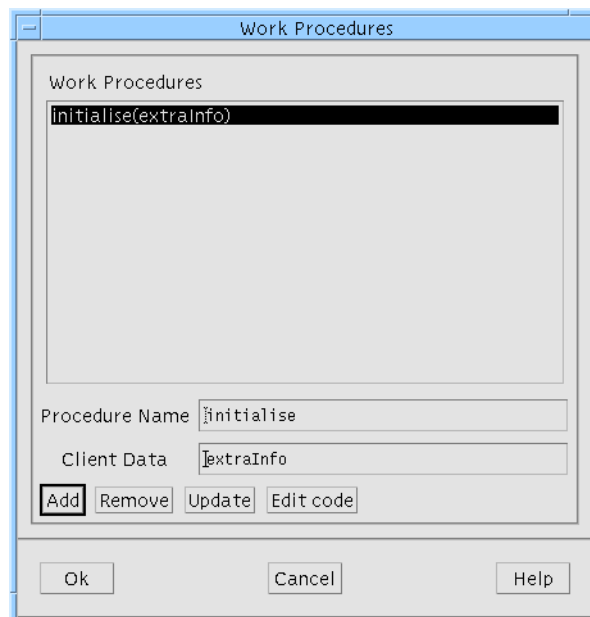 Work Procedures
Work Procedures
initialise(extraInfo)
Procedure Name initialise
Client Data extraInfo
Add Remove Update Edit code
Ok Cancel Help